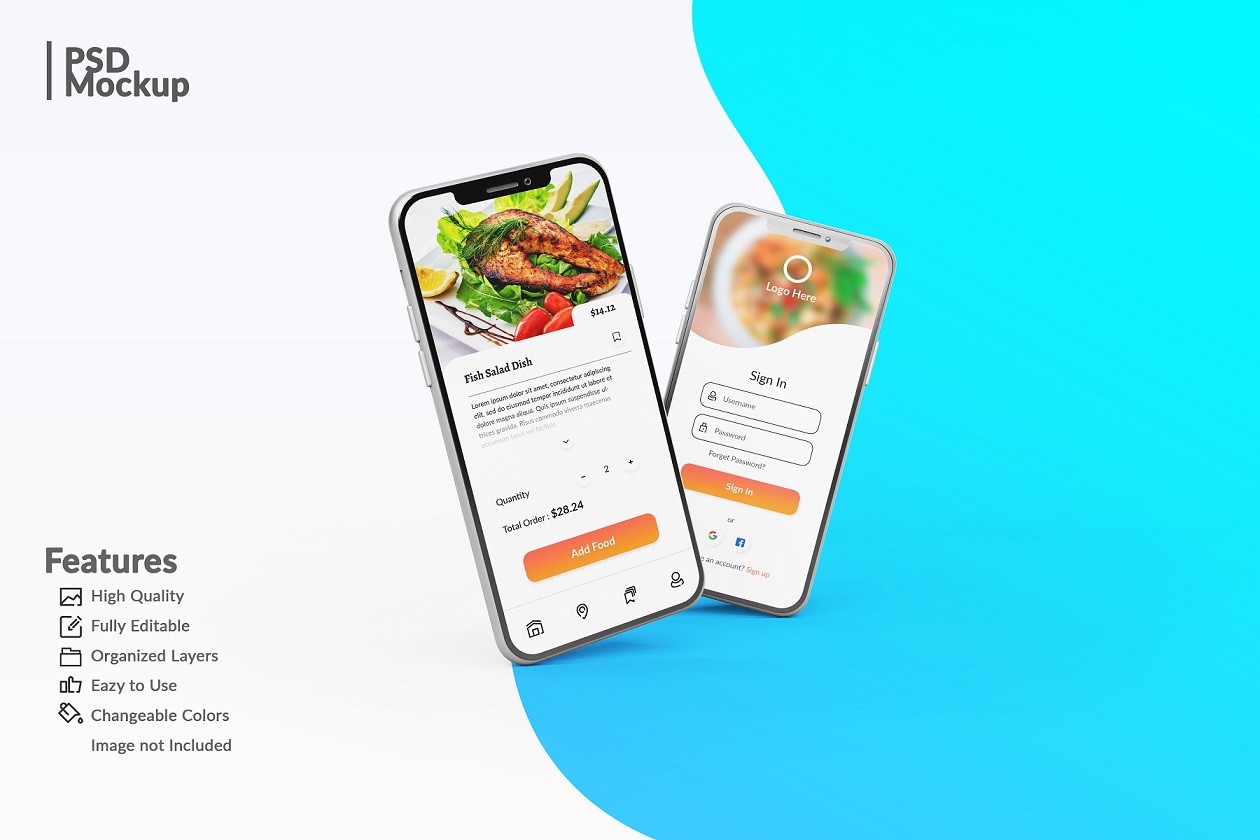 PSD
Mockup
$14.12
Fish Salad Dish
Lorem ipsum dolor sit amet, consectetur adipiscing
elit, sed do eiusmod tempor incididunt ut labore et
dolore magna aliqua. Quis ipsum suspendisse ul-
trices gravida. Risus commodo viverra maecenas
accumsan lacus vel facilisis.
- 2 +
Quantity
Total Order : $28.24
Add Food
Logo Here
Sign In
Username
Password
Forget Password?
Sign In
or
e an account? Sign up
Features
High Quality
Fully Editable
Organized Layers
Eazy to Use
Changeable Colors
Image not Included